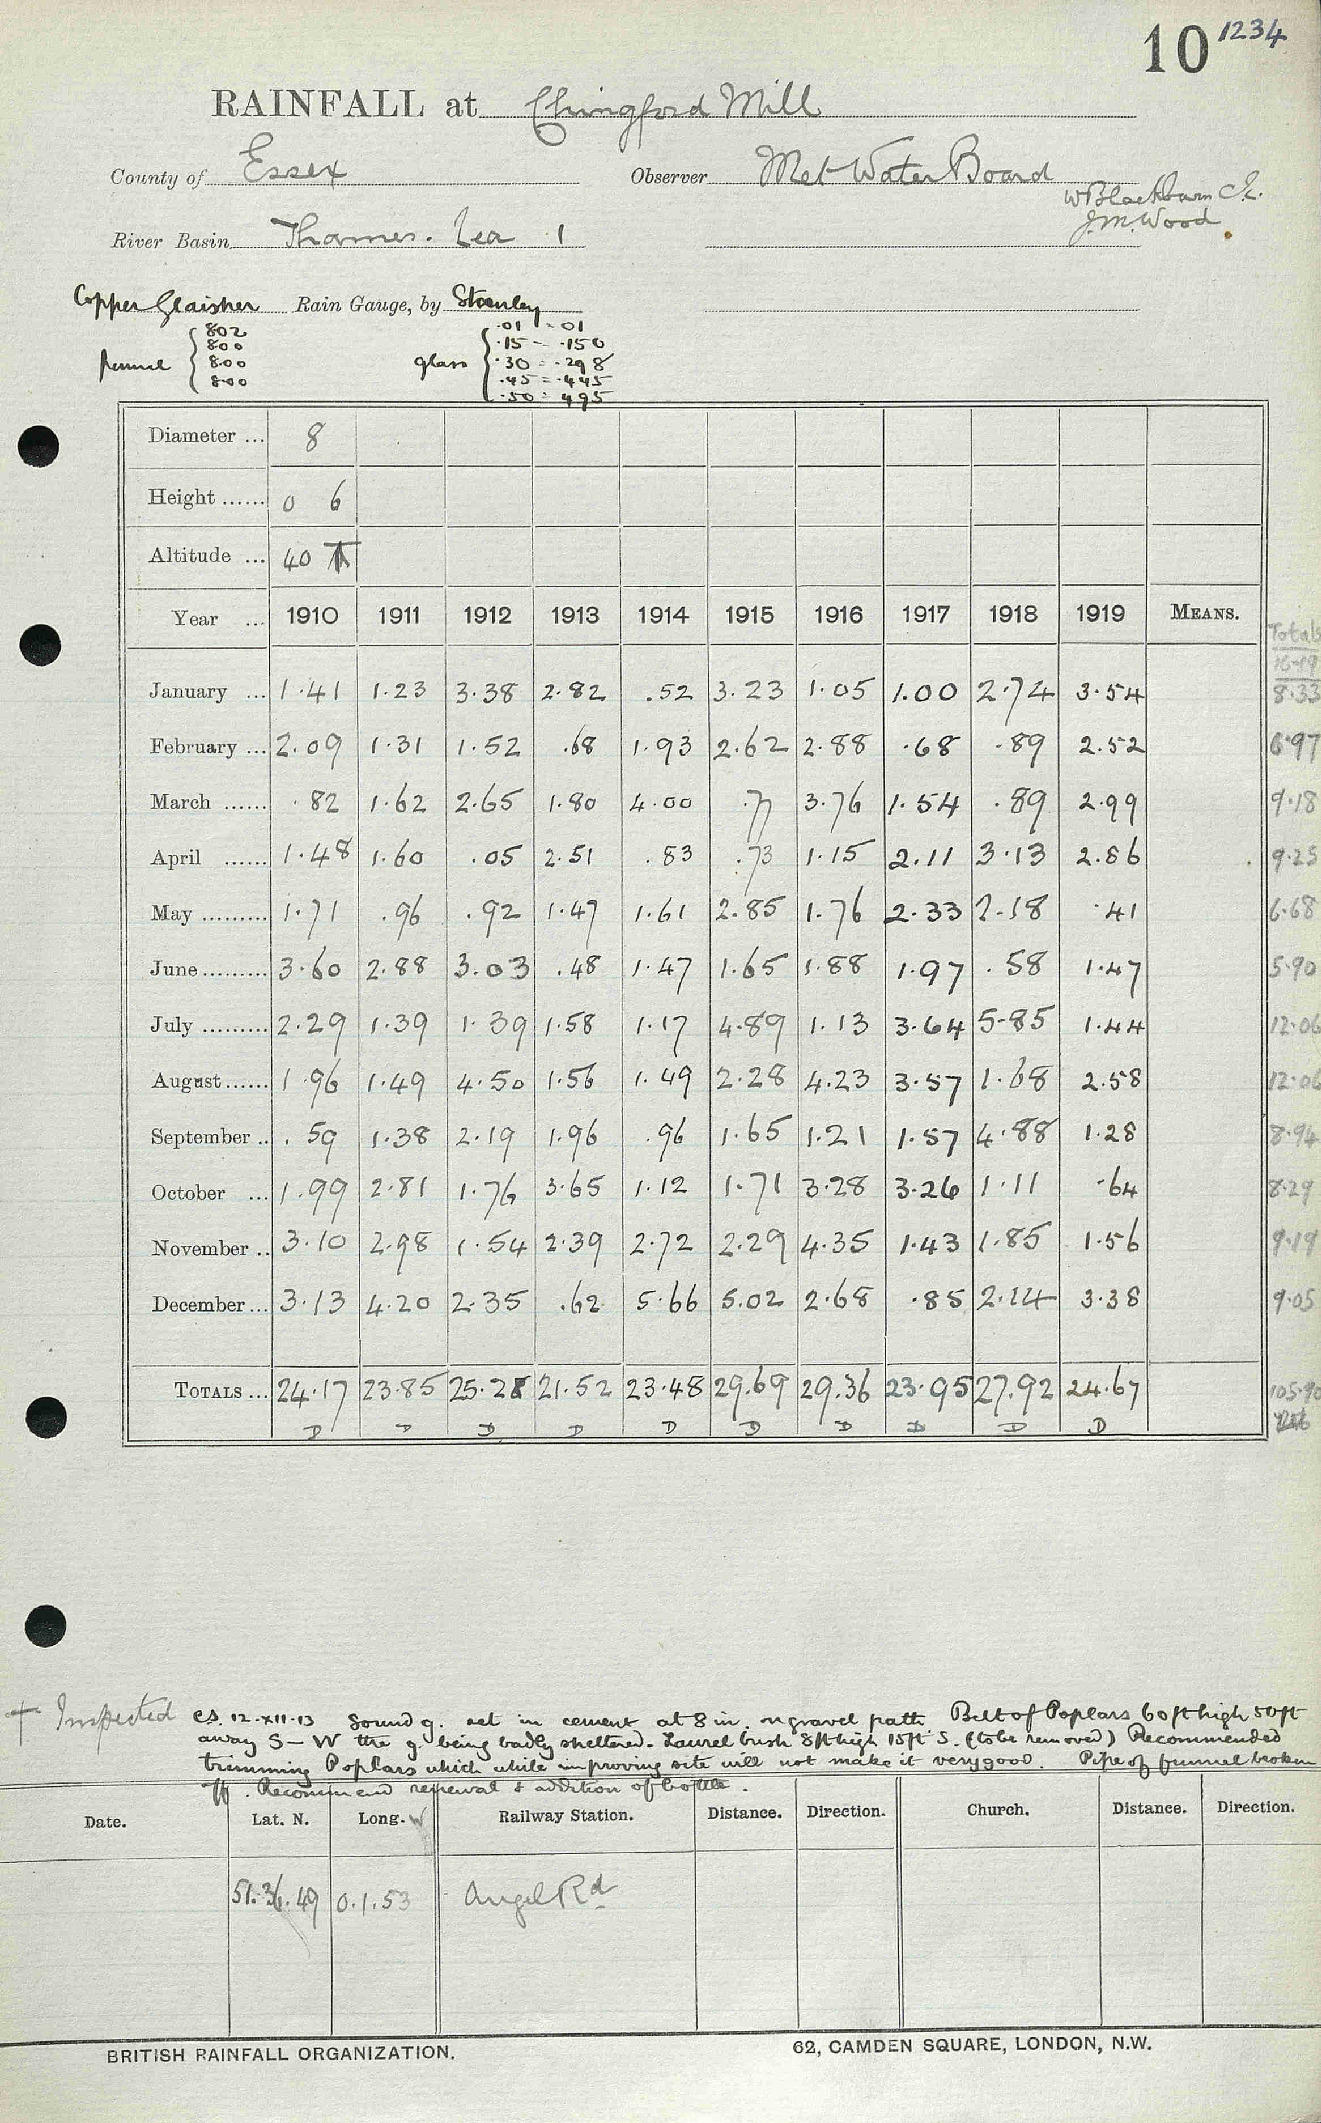 10 1234
RAINFALL at Chingford Mill
County of Essex Observer Met Water Board
W Blackburn C.E.
J. M. Wood
River Basin Thames. Lea 1
Copper Glaisher Rain Gauge, by Stanley
funnel 8.02 8.00 8.00 8.00
glass .01 = .01 .15 = .150 .30 = .298 .45 = .445 .50 = .495
Diameter ... 8
Height ...... 0 6
Altitude ... 40
Year ... 1910 1911 1912 1913 1914 1915 1916 1917 1918 1919 MEANS. Totals 16-19
January ... 1.41 1.23 3.38 2.82 .52 3.23 1.05 1.00 2.74 3.54 8.33
February ... 2.09 1.31 1.52 .68 1.93 2.62 2.88 .68 .89 2.52 6.97
March ...... .82 1.62 2.65 1.80 4.00 .77 3.76 1.54 .89 2.99 9.18
April ...... 1.48 1.60 .05 2.51 .83 .73 1.15 2.11 3.13 2.86 9.25
May ......... 1.71 .96 .92 1.47 1.61 2.85 1.76 2.33 2.18 .41 6.68
June ......... 3.60 2.88 3.03 .48 1.47 1.65 1.88 1.97 .58 1.47 5.90
July ......... 2.29 1.39 1.39 1.58 1.17 4.89 1.13 3.64 5.85 1.44 12.06
August ...... 1.96 1.49 4.50 1.56 1.49 2.28 4.23 3.57 1.68 2.58 12.06
September .. .59 1.38 2.19 1.96 .96 1.65 1.21 1.57 4.88 1.28 8.94
October ... 1.99 2.81 1.76 3.65 1.12 1.71 3.28 3.26 1.11 .64 8.29
November .. 3.10 2.98 1.54 2.39 2.72 2.29 4.35 1.43 1.85 1.56 9.19
December ... 3.13 4.20 2.35 .62 5.66 5.02 2.68 .85 2.14 3.38 9.05
TOTALS ... 24.17 23.85 25.28 21.52 23.48 29.69 29.36 23.95 27.92 24.67 105.90
D D D D D D D D D D
† Inspected C.S. 12.XII.13 Sound g. set in cement at 8 in. in gravel path Belt of Poplars 60 ft high 50 ft
away S – W the g. being badly sheltered. Laurel bush 8 ft high 15 ft S. (to be removed) Recommended
trimming Poplars which while improving site will not make it very good. Pipe of funnel broken
off. Recommend renewal & addition of bottle.
Date. Lat. N. Long. W Railway Station. Distance. Direction. Church. Distance. Direction.
51.36.49 0.1.53 Angel Rd
BRITISH RAINFALL ORGANIZATION. 62, CAMDEN SQUARE, LONDON, N.W.